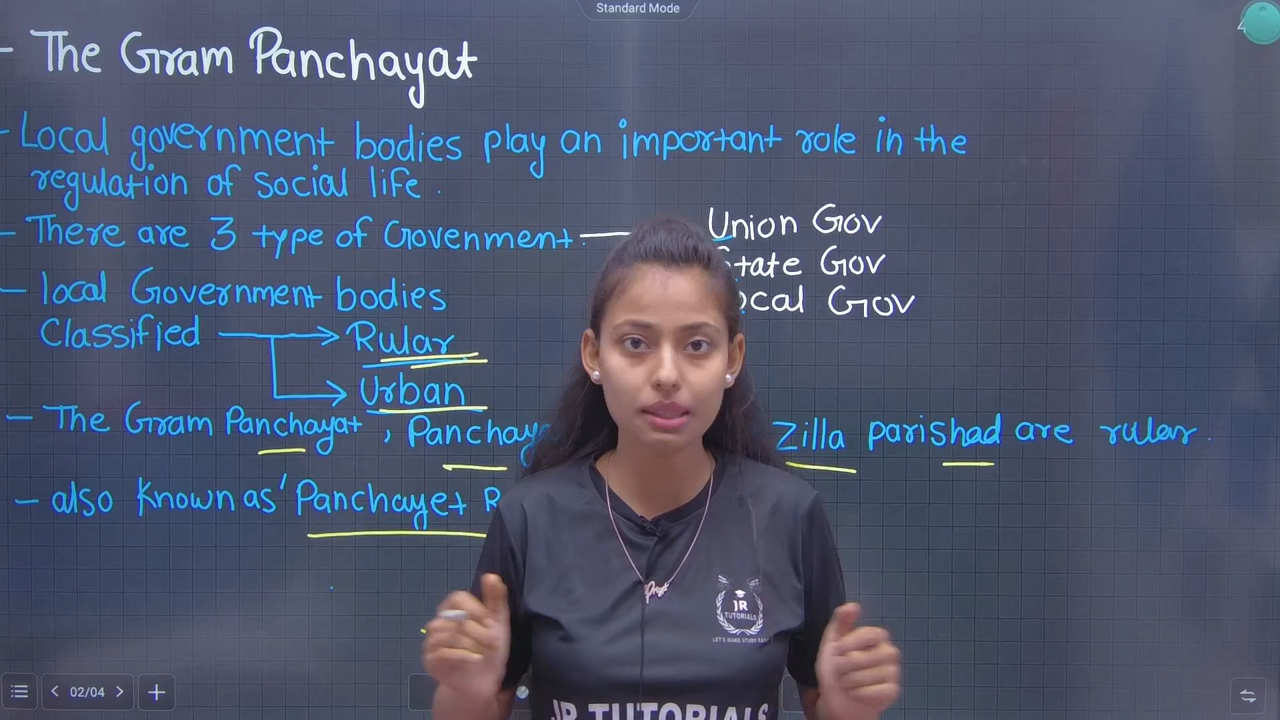 Standard Mode
- The Gram Panchayat
- Local government bodies play an important role in the
regulation of social life.
- There are 3 type of Govenment.
Union Gov
State Gov
Local Gov
- local Government bodies
Classified
Rular
Urban
- The Gram Panchayat, Zilla parishad are rular.
- also known as 'Panchayet
02/04
JR
TUTORIALS
JR TUTORIALS